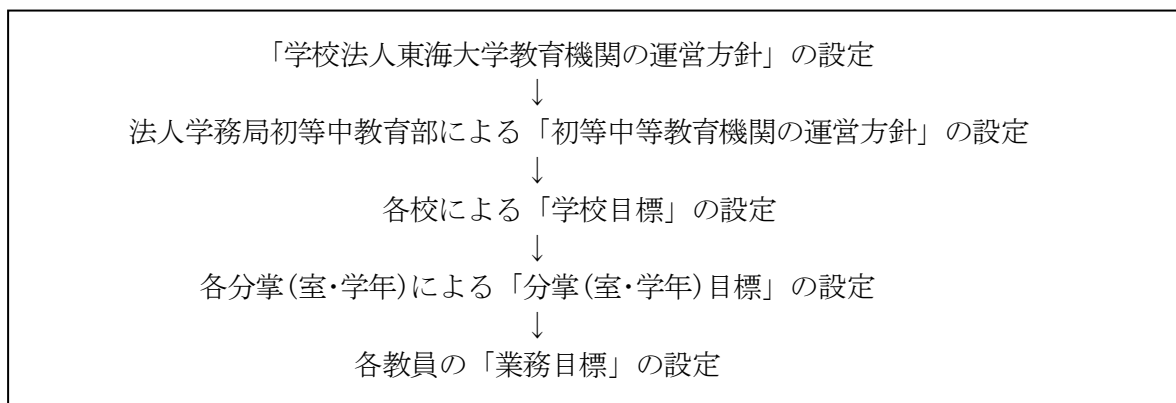 「学校法人東海大学教育機関の運営方針」の設定
↓
法人学務局初等中教育部による「初等中等教育機関の運営方針」の設定
↓
各校による「学校目標」の設定
↓
各分掌(室・学年)による「分掌(室・学年)目標」の設定
↓
各教員の「業務目標」の設定